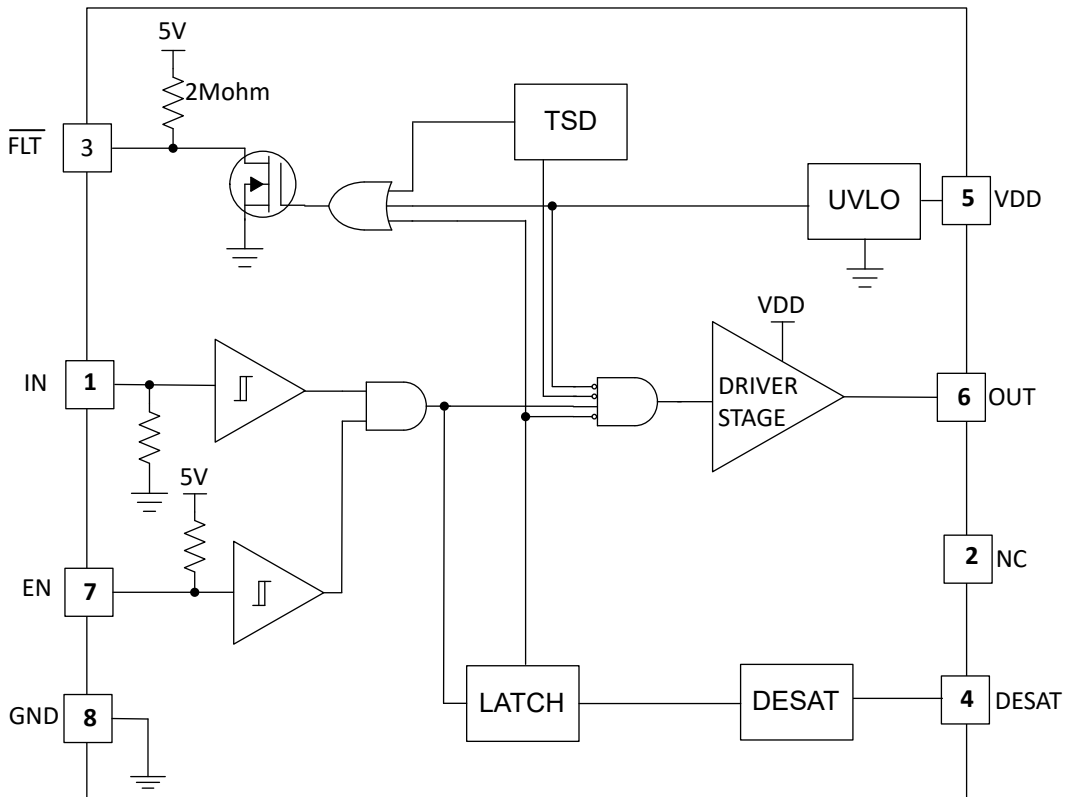 5V
2Mohm
FLT
3
TSD
UVLO
5
VDD
VDD
IN
1
DRIVER
STAGE
6
OUT
5V
2
NC
EN
7
LATCH
DESAT
4
DESAT
GND
8